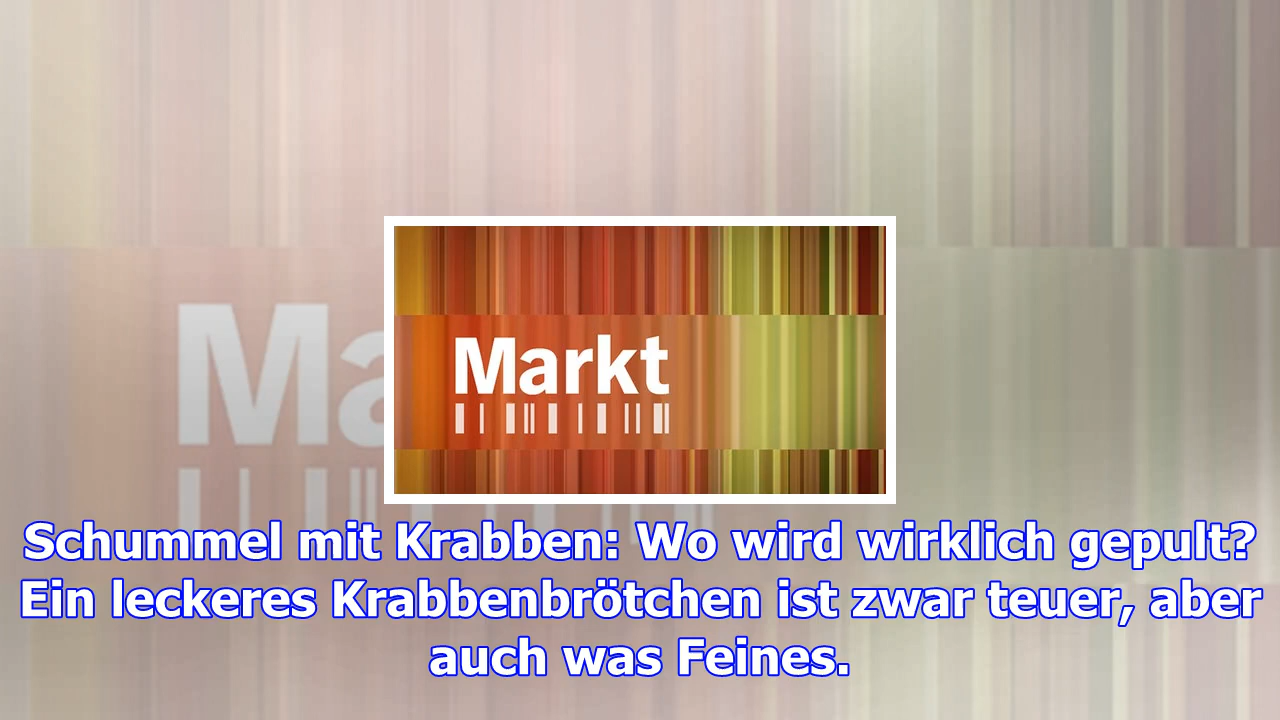 Markt
Schummel mit Krabben: Wo wird wirklich gepult?
Ein leckeres Krabbenbrötchen ist zwar teuer, aber
auch was Feines.